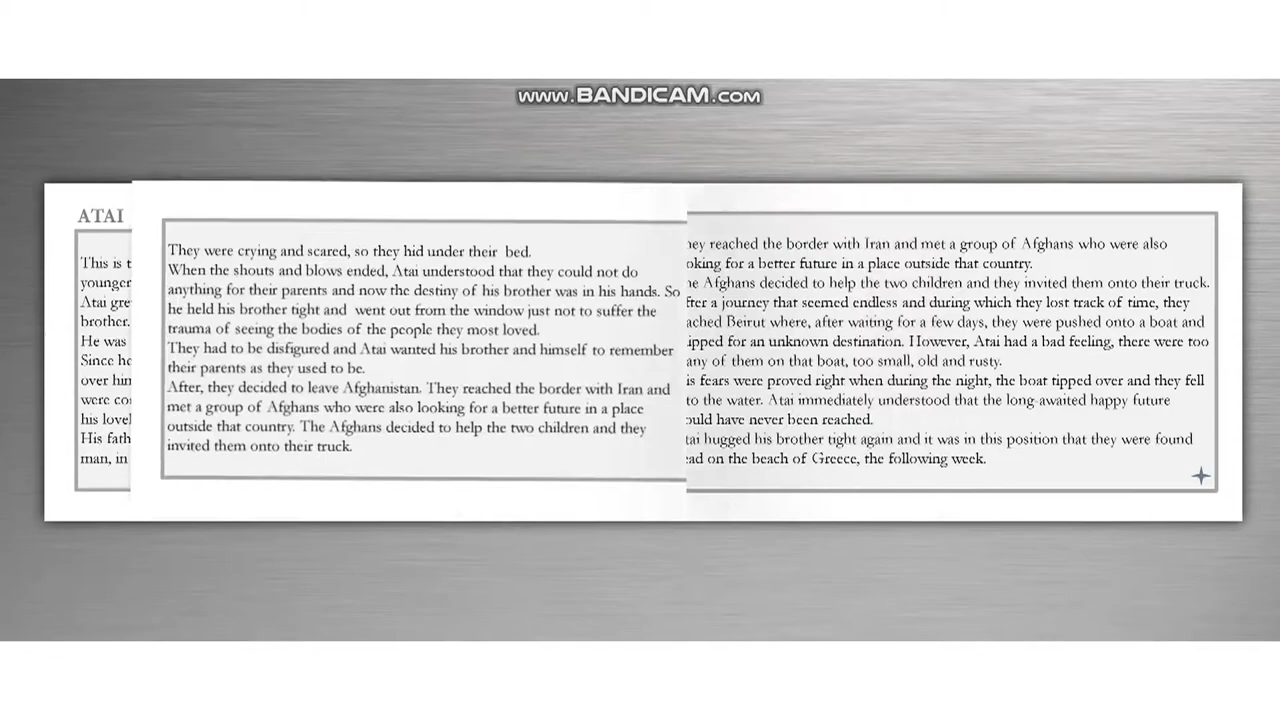 www.BANDICAM.com
ATAI
This is t
younger
Atai gre
brother.
He was
Since he
over him
were co
his lovel
His fath
man, in
They were crying and scared, so they hid under their bed.
When the shouts and blows ended, Atai understood that they could not do
anything for their parents and now the destiny of his brother was in his hands. So
he held his brother tight and went out from the window just not to suffer the
trauma of seeing the bodies of the people they most loved.
They had to be disfigured and Atai wanted his brother and himself to remember
their parents as they used to be.
After, they decided to leave Afghanistan. They reached the border with Iran and
met a group of Afghans who were also looking for a better future in a place
outside that country. The Afghans decided to help the two children and they
invited them onto their truck.
hey reached the border with Iran and met a group of Afghans who were also
oking for a better future in a place outside that country.
he Afghans decided to help the two children and they invited them onto their truck.
fter a journey that seemed endless and during which they lost track of time, they
ached Beirut where, after waiting for a few days, they were pushed onto a boat and
ipped for an unknown destination. However, Atai had a bad feeling, there were too
any of them on that boat, too small, old and rusty.
is fears were proved right when during the night, the boat tipped over and they fell
to the water. Atai immediately understood that the long-awaited happy future
ould have never been reached.
tai hugged his brother tight again and it was in this position that they were found
ead on the beach of Greece, the following week.